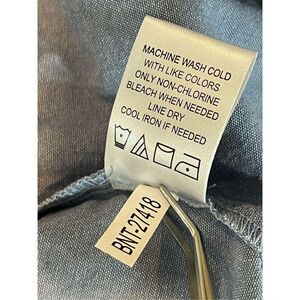 MACHINE WASH COLD
WITH LIKE COLORS
ONLY NON-CHLORINE
BLEACH WHEN NEEDED
LINE DRY
COOL IRON IF NEEDED
BNT-27418